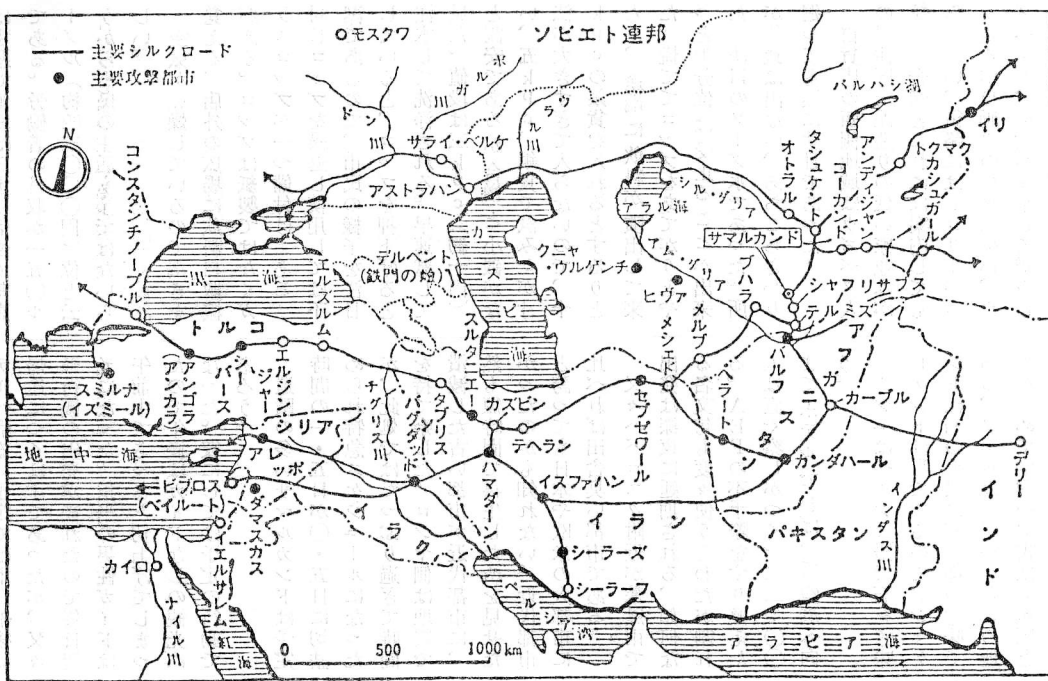 主要シルクロード
主要攻撃都市
N
モスクワ
ソビエト連邦
ドン川
ボルガ川
ウラル川
バルハシ湖
イリ
トクマク
カシュガール
アンディジャン
コーカンド
タシュケント
オトラル
サライ・ベルケ
アストラハン
シル・ダリア
アラル海
アム・ダリア
サマルカンド
コンスタンチノープル
黒海
エルズルム
デルベント
(鉄門の始)
カスピ海
クニャ
・ウルゲンチ
ヒヴァ
ブハラ
シャフリサブス
テルミズ
メルブ
メシェド
バルフ
アフガニスタン
トルコ
スミルナ
(イズミール)
アンゴラ
(アンカラ)
シーバース
エルジンジャー
シリア
アレッポ
チグリス川
バグダッド
タブリス
スルタニエー
カズビン
テヘラン
セブゼワール
ヘラート
カーブル
カンダハール
デリー
地中海
ビブロス
(ベイルート)
ダマスカス
イエルサレム
カイロ
ナイル川
紅海
イラク
ハマダーン
イスファハン
イラン
シーラーズ
シーラーフ
ペルシア湾
パキスタン
インダス川
インド
アラビア海
0 500 1000km